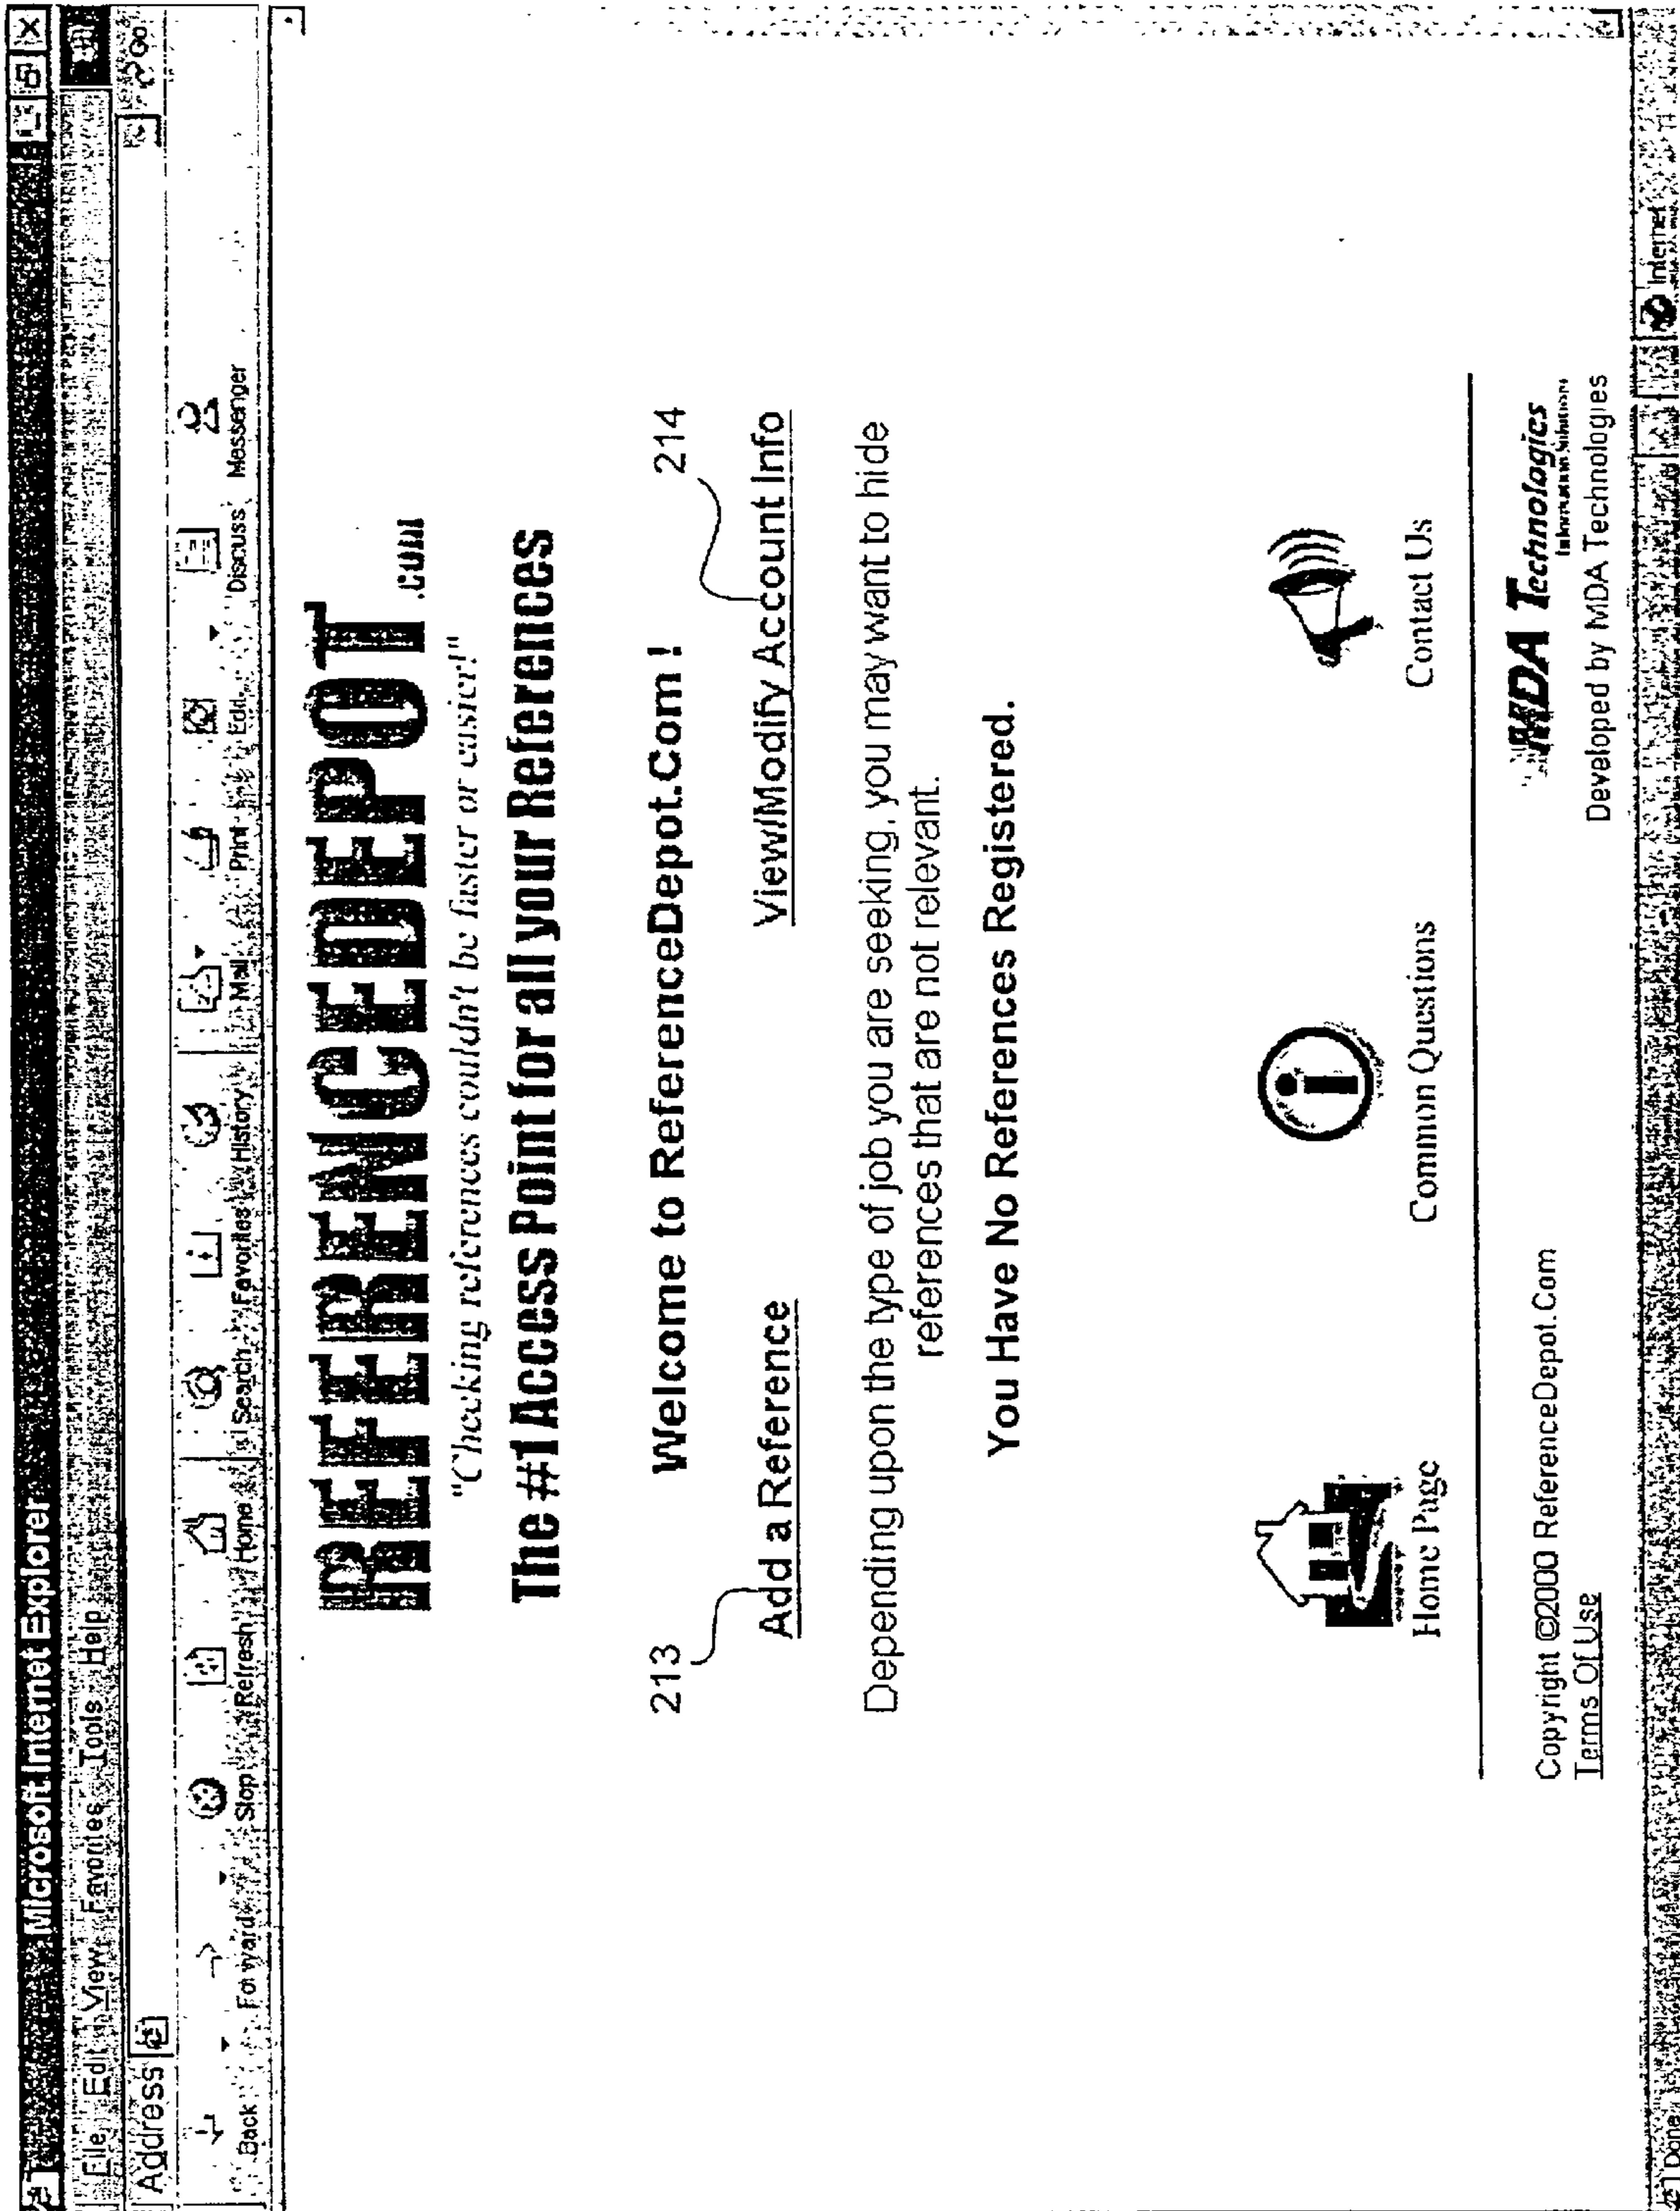 Microsoft Internet Explorer
File Edit View Favorites Tools Help
Address Go
Back Forward Stop Refresh Home Search Favorites History Mail Print Edit Discuss Messenger
REFERENCEDEPOT.com
"Checking references couldn't be faster or easier!"
The #1 Access Point for all your References
213 Welcome to ReferenceDepot.Com! 214
Add a Reference View/Modify Account Info
Depending upon the type of job you are seeking, you may want to hide
references that are not relevant.
You Have No References Registered.
Home Page Common Questions Contact Us
MDA Technologies
Information Solutions
Copyright ©2000 ReferenceDepot.Com
Developed by MDA Technologies
Terms Of Use
Done Internet